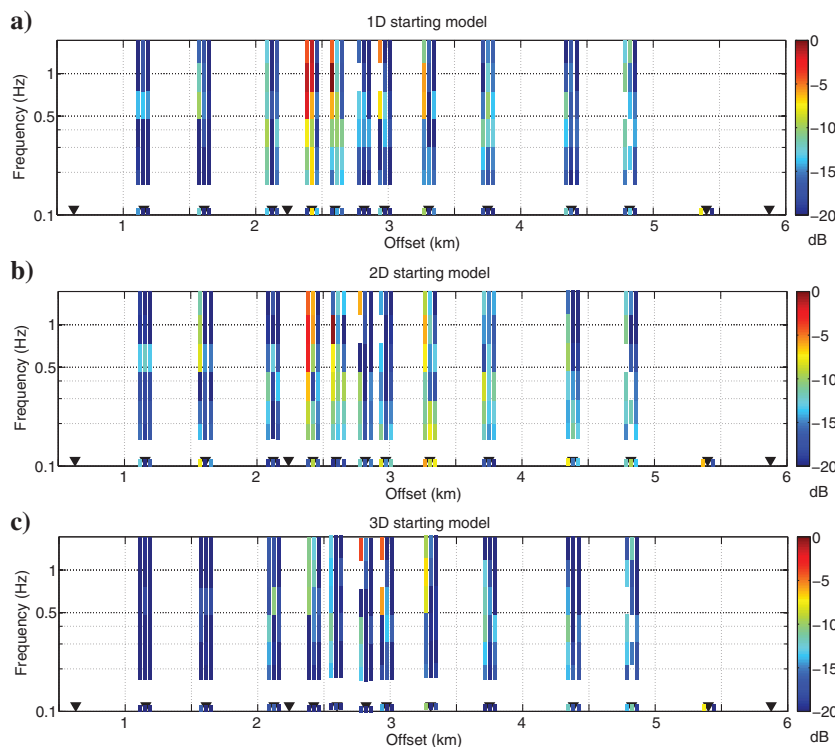 a)
1D starting model
Frequency (Hz)
1
0.5
0.1
1 2 3 4 5 6
Offset (km)
0
−5
−10
−15
−20
dB
b)
2D starting model
Frequency (Hz)
1
0.5
0.1
1 2 3 4 5 6
Offset (km)
0
−5
−10
−15
−20
dB
c)
3D starting model
Frequency (Hz)
1
0.5
0.1
1 2 3 4 5 6
Offset (km)
0
−5
−10
−15
−20
dB